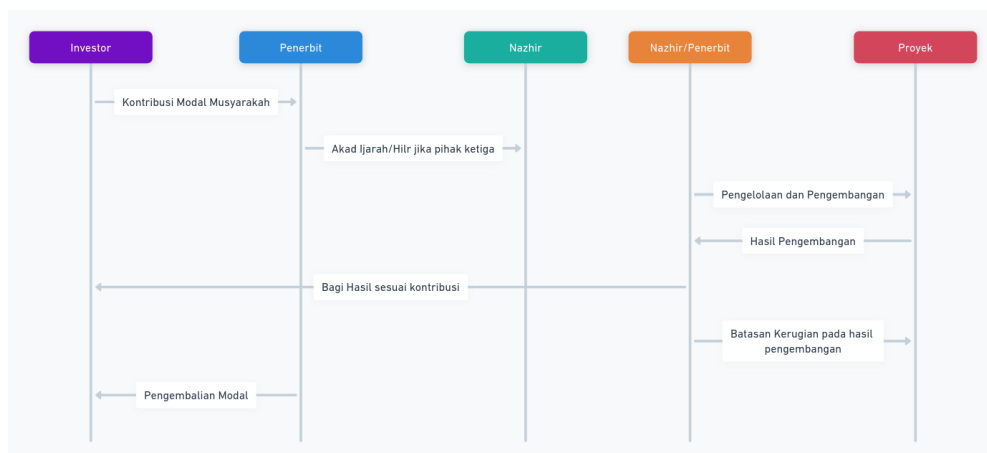 Investor
Penerbit
Nazhir
Nazhir/Penerbit
Proyek
Kontribusi Modal Musyarakah
Akad Ijarah/Hilr jika pihak ketiga
Pengelolaan dan Pengembangan
Hasil Pengembangan
Bagi Hasil sesuai kontribusi
Batasan Kerugian pada hasil
pengembangan
Pengembalian Modal